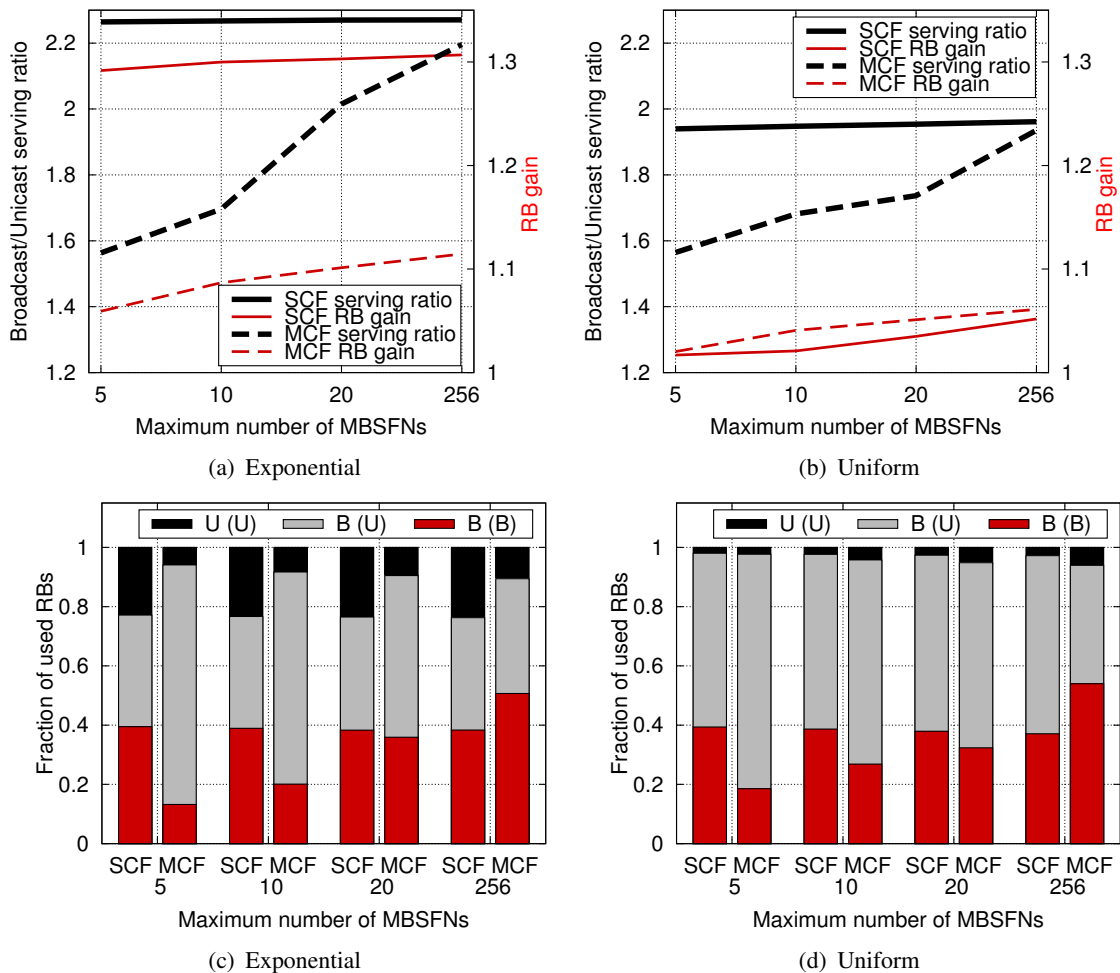 2.2
2
1.8
1.6
1.4
1.2
Broadcast/Unicast serving ratio
1.3
1.2
1.1
1
RB gain
SCF serving ratio
SCF RB gain
MCF serving ratio
MCF RB gain
5 10 20 256
Maximum number of MBSFNs
(a) Exponential
2.2
2
1.8
1.6
1.4
1.2
Broadcast/Unicast serving ratio
1.3
1.2
1.1
1
RB gain
SCF serving ratio
SCF RB gain
MCF serving ratio
MCF RB gain
5 10 20 256
Maximum number of MBSFNs
(b) Uniform
U (U) B (U) B (B)
1
0.8
0.6
0.4
0.2
0
Fraction of used RBs
SCF MCF SCF MCF SCF MCF SCF MCF
5 10 20 256
Maximum number of MBSFNs
(c) Exponential
U (U) B (U) B (B)
1
0.8
0.6
0.4
0.2
0
Fraction of used RBs
SCF MCF SCF MCF SCF MCF SCF MCF
5 10 20 256
Maximum number of MBSFNs
(d) Uniform